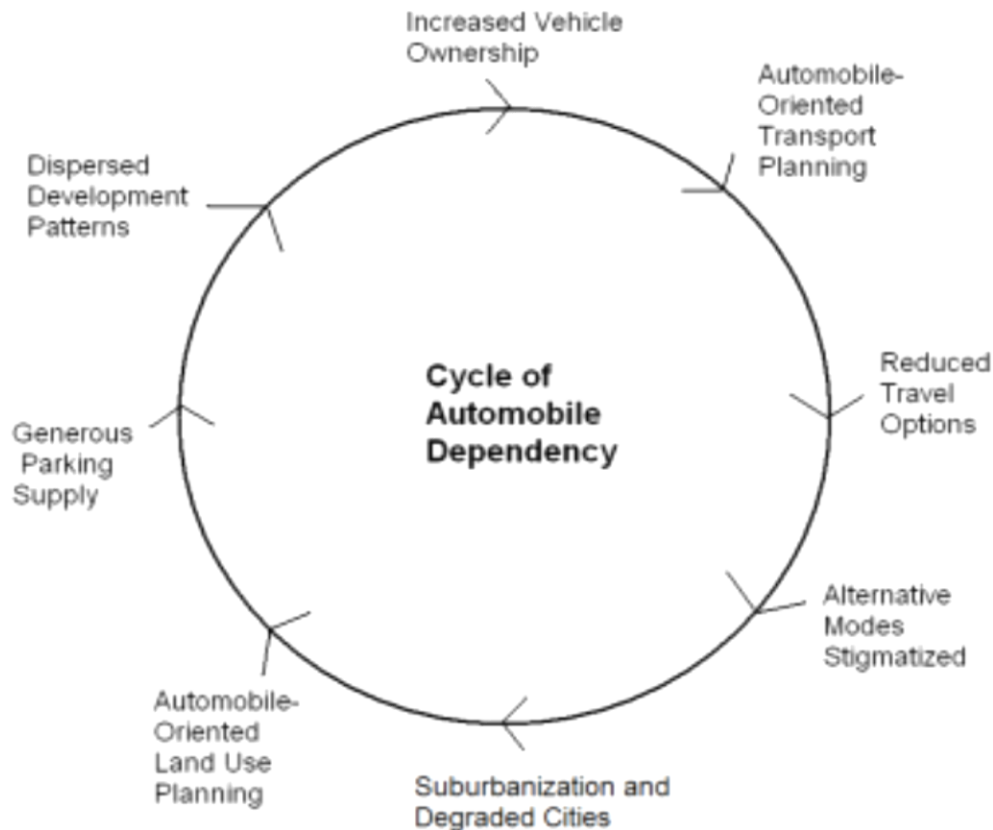 Increased Vehicle
Ownership
Automobile-
Oriented
Transport
Planning
Dispersed
Development
Patterns
Reduced
Travel
Options
Cycle of
Automobile
Dependency
Generous
Parking
Supply
Alternative
Modes
Stigmatized
Automobile-
Oriented
Land Use
Planning
Suburbanization and
Degraded Cities